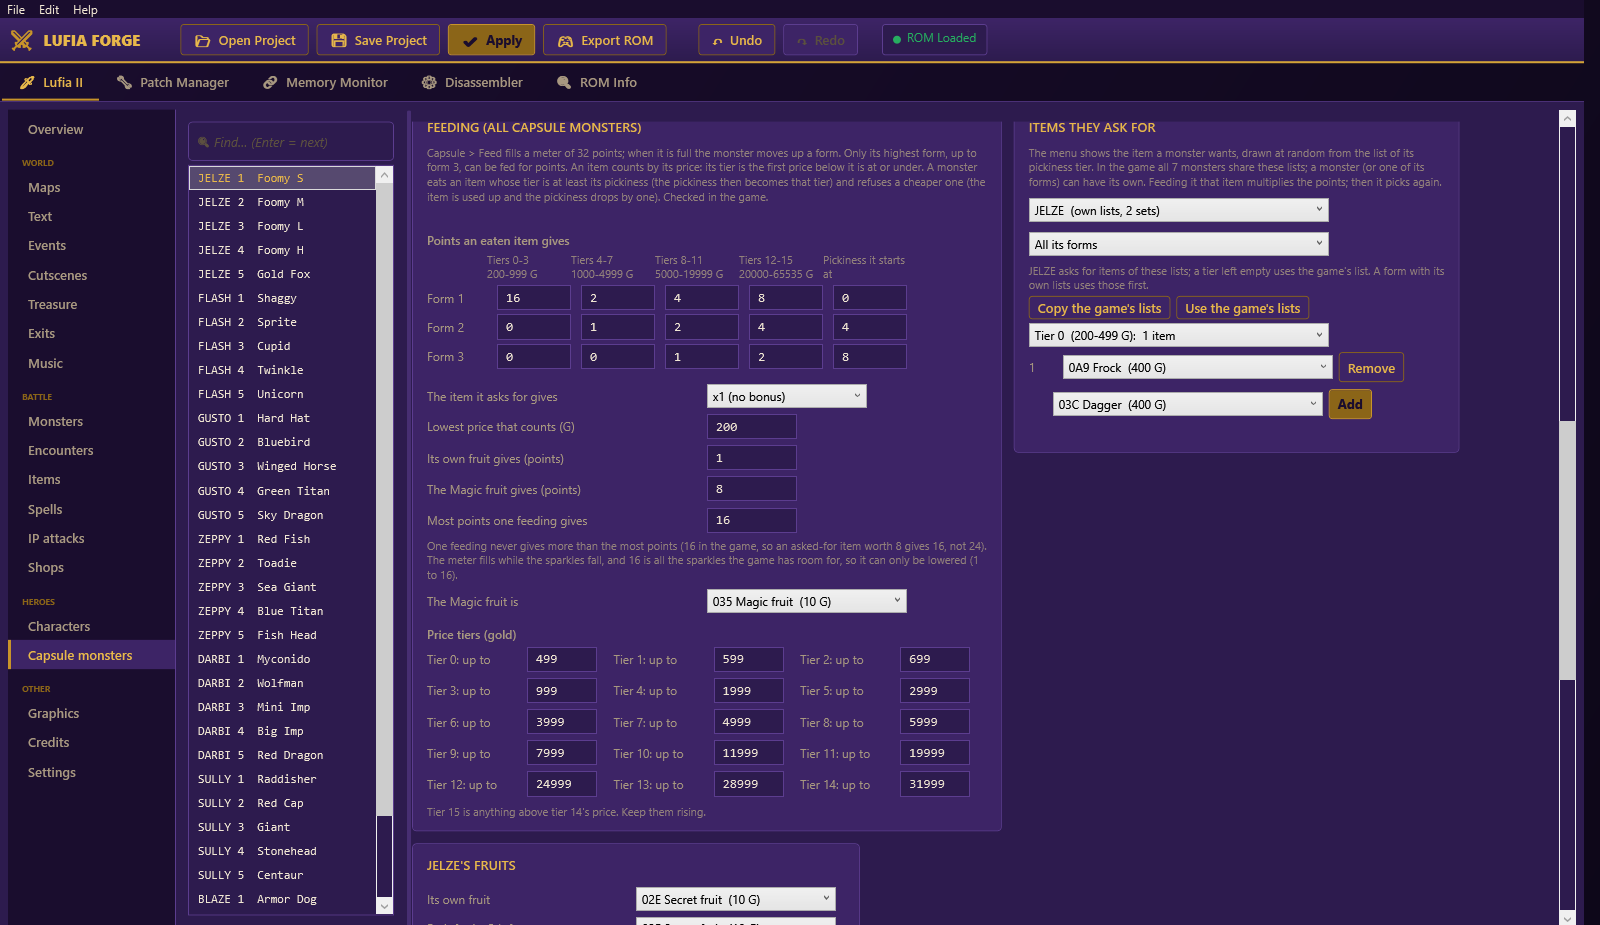 File Edit Help
LUFIA FORGE
Open Project
Save Project
Apply
Export ROM
Undo
Redo
ROM Loaded
Lufia II
Patch Manager
Memory Monitor
Disassembler
ROM Info
Overview
WORLD
Maps
Text
Events
Cutscenes
Treasure
Exits
Music
BATTLE
Monsters
Encounters
Items
Spells
IP attacks
Shops
HEROES
Characters
Capsule monsters
OTHER
Graphics
Credits
Settings
Find... (Enter = next)
JELZE 1 Foomy S
JELZE 2 Foomy M
JELZE 3 Foomy L
JELZE 4 Foomy H
JELZE 5 Gold Fox
FLASH 1 Shaggy
FLASH 2 Sprite
FLASH 3 Cupid
FLASH 4 Twinkle
FLASH 5 Unicorn
GUSTO 1 Hard Hat
GUSTO 2 Bluebird
GUSTO 3 Winged Horse
GUSTO 4 Green Titan
GUSTO 5 Sky Dragon
ZEPPY 1 Red Fish
ZEPPY 2 Toadie
ZEPPY 3 Sea Giant
ZEPPY 4 Blue Titan
ZEPPY 5 Fish Head
DARBI 1 Myconido
DARBI 2 Wolfman
DARBI 3 Mini Imp
DARBI 4 Big Imp
DARBI 5 Red Dragon
SULLY 1 Raddisher
SULLY 2 Red Cap
SULLY 3 Giant
SULLY 4 Stonehead
SULLY 5 Centaur
BLAZE 1 Armor Dog
FEEDING (ALL CAPSULE MONSTERS)
Capsule > Feed fills a meter of 32 points; when it is full the monster moves up a form. Only its highest form, up to
form 3, can be fed for points. An item counts by its price: its tier is the first price below it is at or under. A monster
eats an item whose tier is at least its pickiness (the pickiness then becomes that tier) and refuses a cheaper one (the
item is used up and the pickiness drops by one). Checked in the game.
Points an eaten item gives
Tiers 0-3 Tiers 4-7 Tiers 8-11 Tiers 12-15 Pickiness it starts
200-999 G 1000-4999 G 5000-19999 G 20000-65535 G at
Form 1 16 2 4 8 0
Form 2 0 1 2 4 4
Form 3 0 0 1 2 8
The item it asks for gives x1 (no bonus)
Lowest price that counts (G) 200
Its own fruit gives (points) 1
The Magic fruit gives (points) 8
Most points one feeding gives 16
One feeding never gives more than the most points (16 in the game, so an asked-for item worth 8 gives 16, not 24).
The meter fills while the sparkles fall, and 16 is all the sparkles the game has room for, so it can only be lowered (1
to 16).
The Magic fruit is 035 Magic fruit (10 G)
Price tiers (gold)
Tier 0: up to 499 Tier 1: up to 599 Tier 2: up to 699
Tier 3: up to 999 Tier 4: up to 1999 Tier 5: up to 2999
Tier 6: up to 3999 Tier 7: up to 4999 Tier 8: up to 5999
Tier 9: up to 7999 Tier 10: up to 11999 Tier 11: up to 19999
Tier 12: up to 24999 Tier 13: up to 28999 Tier 14: up to 31999
Tier 15 is anything above tier 14's price. Keep them rising.
JELZE'S FRUITS
Its own fruit 02E Secret fruit (10 G)
ITEMS THEY ASK FOR
The menu shows the item a monster wants, drawn at random from the list of its
pickiness tier. In the game all 7 monsters share these lists; a monster (or one of its
forms) can have its own. Feeding it that item multiplies the points; then it picks again.
JELZE (own lists, 2 sets)
All its forms
JELZE asks for items of these lists; a tier left empty uses the game's list. A form with its
own lists uses those first.
Copy the game's lists Use the game's lists
Tier 0 (200-499 G): 1 item
1 0A9 Frock (400 G) Remove
03C Dagger (400 G) Add